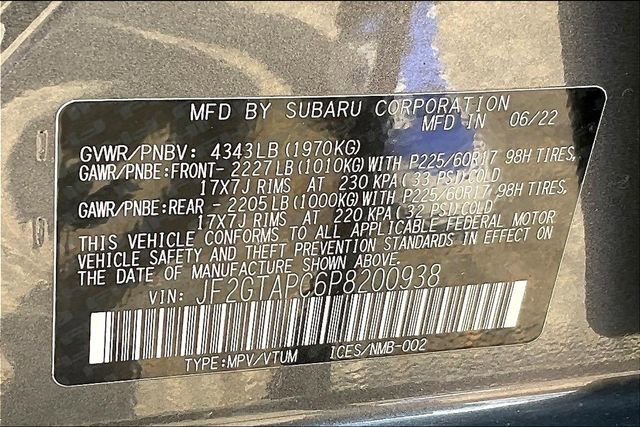 MFD BY SUBARU CORPORATION
MFD IN 06/22
GVWR/PNBV: 4343LB (1970KG)
GAWR/PNBE:FRONT- 2227LB(1010KG)WITH P225/60R17 98H TIRES,
17X7J RIMS AT 230 KPA( 33 PSI)COLD
GAWR/PNBE:REAR - 2205LB(1000KG)WITH P225/60R17 98H TIRES,
17X7J RIMS AT 220 KPA( 32 PSI)COLD
THIS VEHICLE CONFORMS TO ALL APPLICABLE FEDERAL MOTOR
VEHICLE SAFETY AND THEFT PREVENTION STANDARDS IN EFFECT ON
THE DATE OF MANUFACTURE SHOWN ABOVE.
VIN: JF2GTAPC6P8200938
TYPE:MPV/VTUM ICES/NMB-002